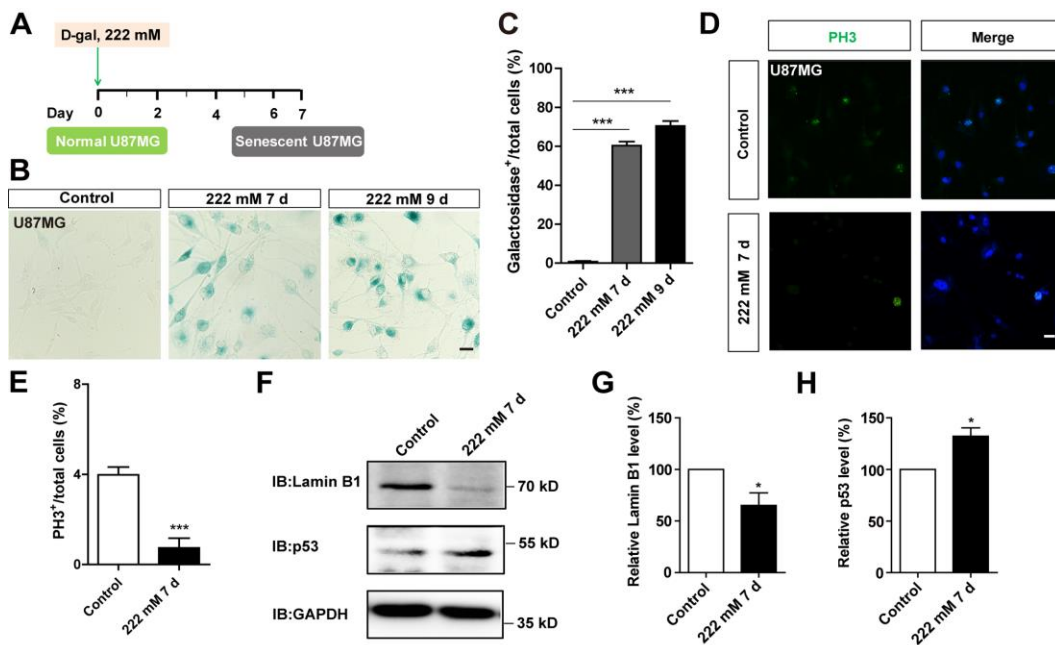 A
D-gal, 222 mM
Day 0 2 4 6 7
Normal U87MG
Senescent U87MG
B
Control
222 mM 7 d
222 mM 9 d
U87MG
C
Galactosidase⁺/total cells (%)
100
80
60
40
20
0
***
***
Control
222 mM 7 d
222 mM 9 d
D
PH3
Merge
Control
U87MG
222 mM 7 d
E
PH3⁺/total cells (%)
8
4
0
***
Control
222 mM 7 d
F
Control
222 mM 7 d
IB:Lamin B1
70 kD
IB:p53
55 kD
IB:GAPDH
35 kD
G
Relative Lamin B1 level (%)
150
100
50
0
*
Control
222 mM 7 d
H
Relative p53 level (%)
150
100
150
0
*
Control
222 mM 7 d